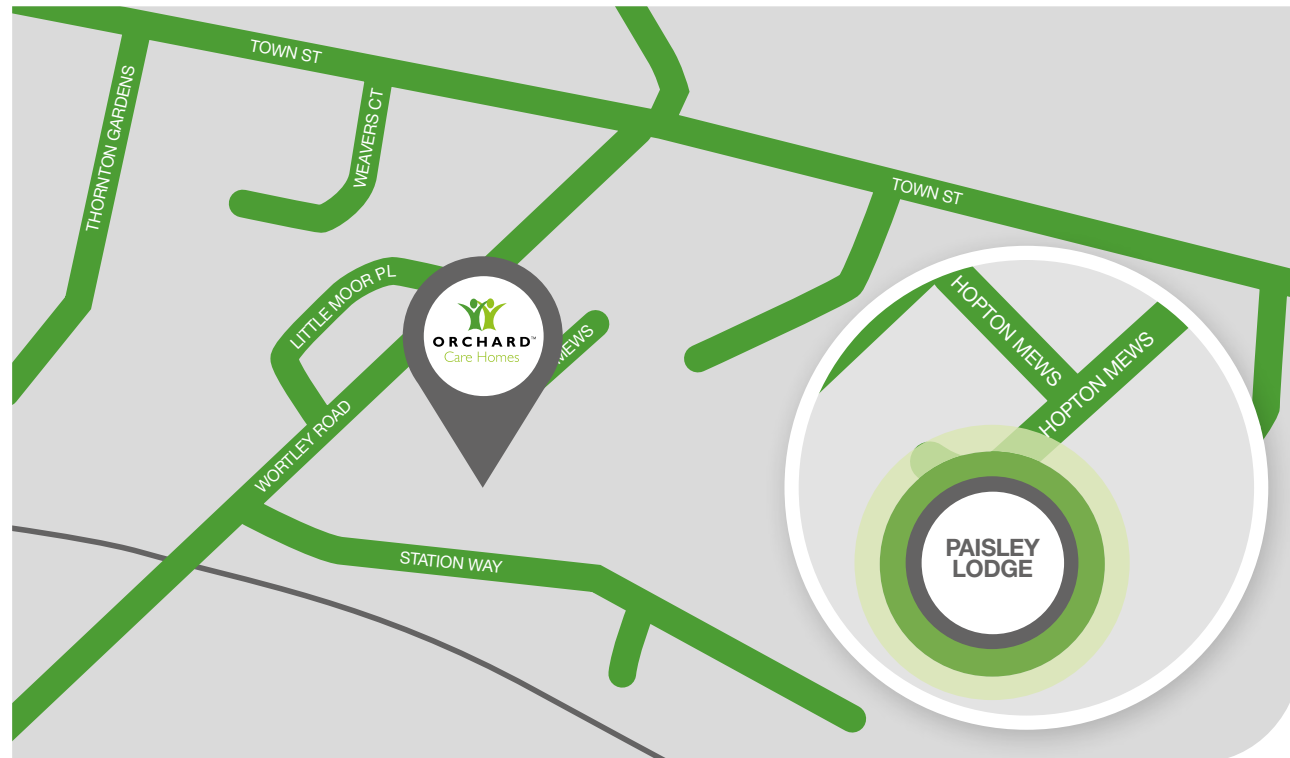 TOWN ST
THORNTON GARDENS
WEAVERS CT
TOWN ST
LITTLE MOOR PL
ORCHARD™
Care Homes
MEWS
WORTLEY ROAD
STATION WAY
HOPTON MEWS
HOPTON MEWS
PAISLEY
LODGE